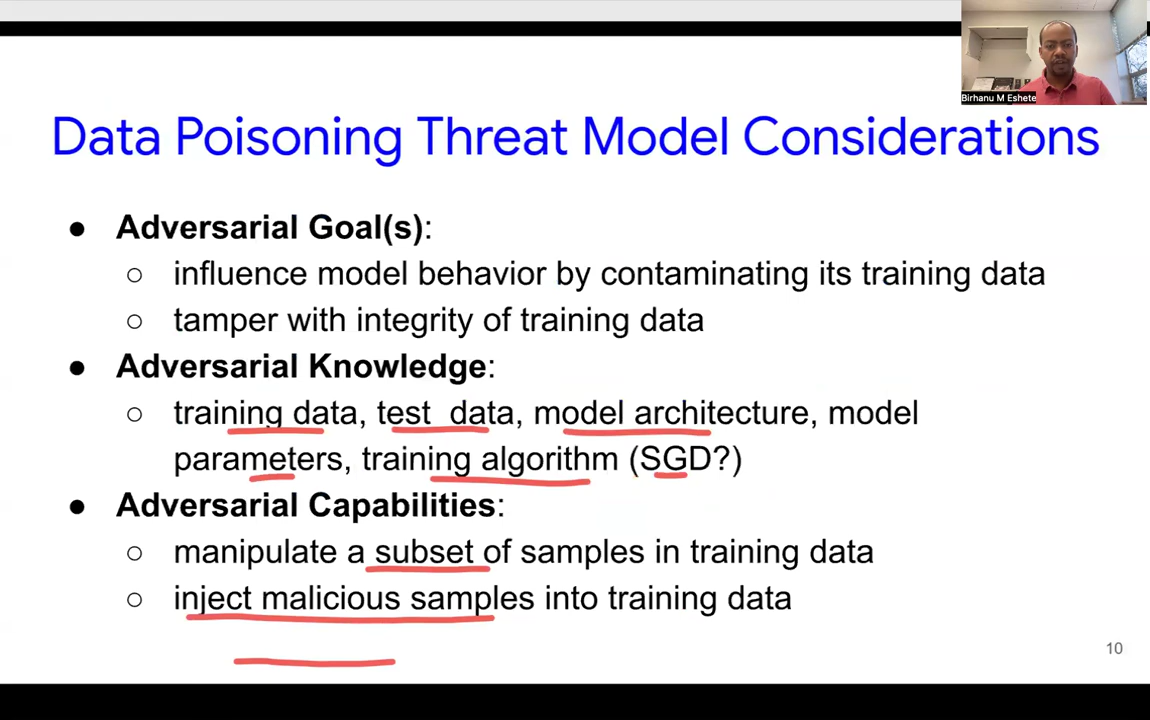 Birhanu M Eshete
Data Poisoning Threat Model Considerations
● Adversarial Goal(s):
○ influence model behavior by contaminating its training data
○ tamper with integrity of training data
● Adversarial Knowledge:
○ training data, test data, model architecture, model
parameters, training algorithm (SGD?)
● Adversarial Capabilities:
○ manipulate a subset of samples in training data
○ inject malicious samples into training data
10